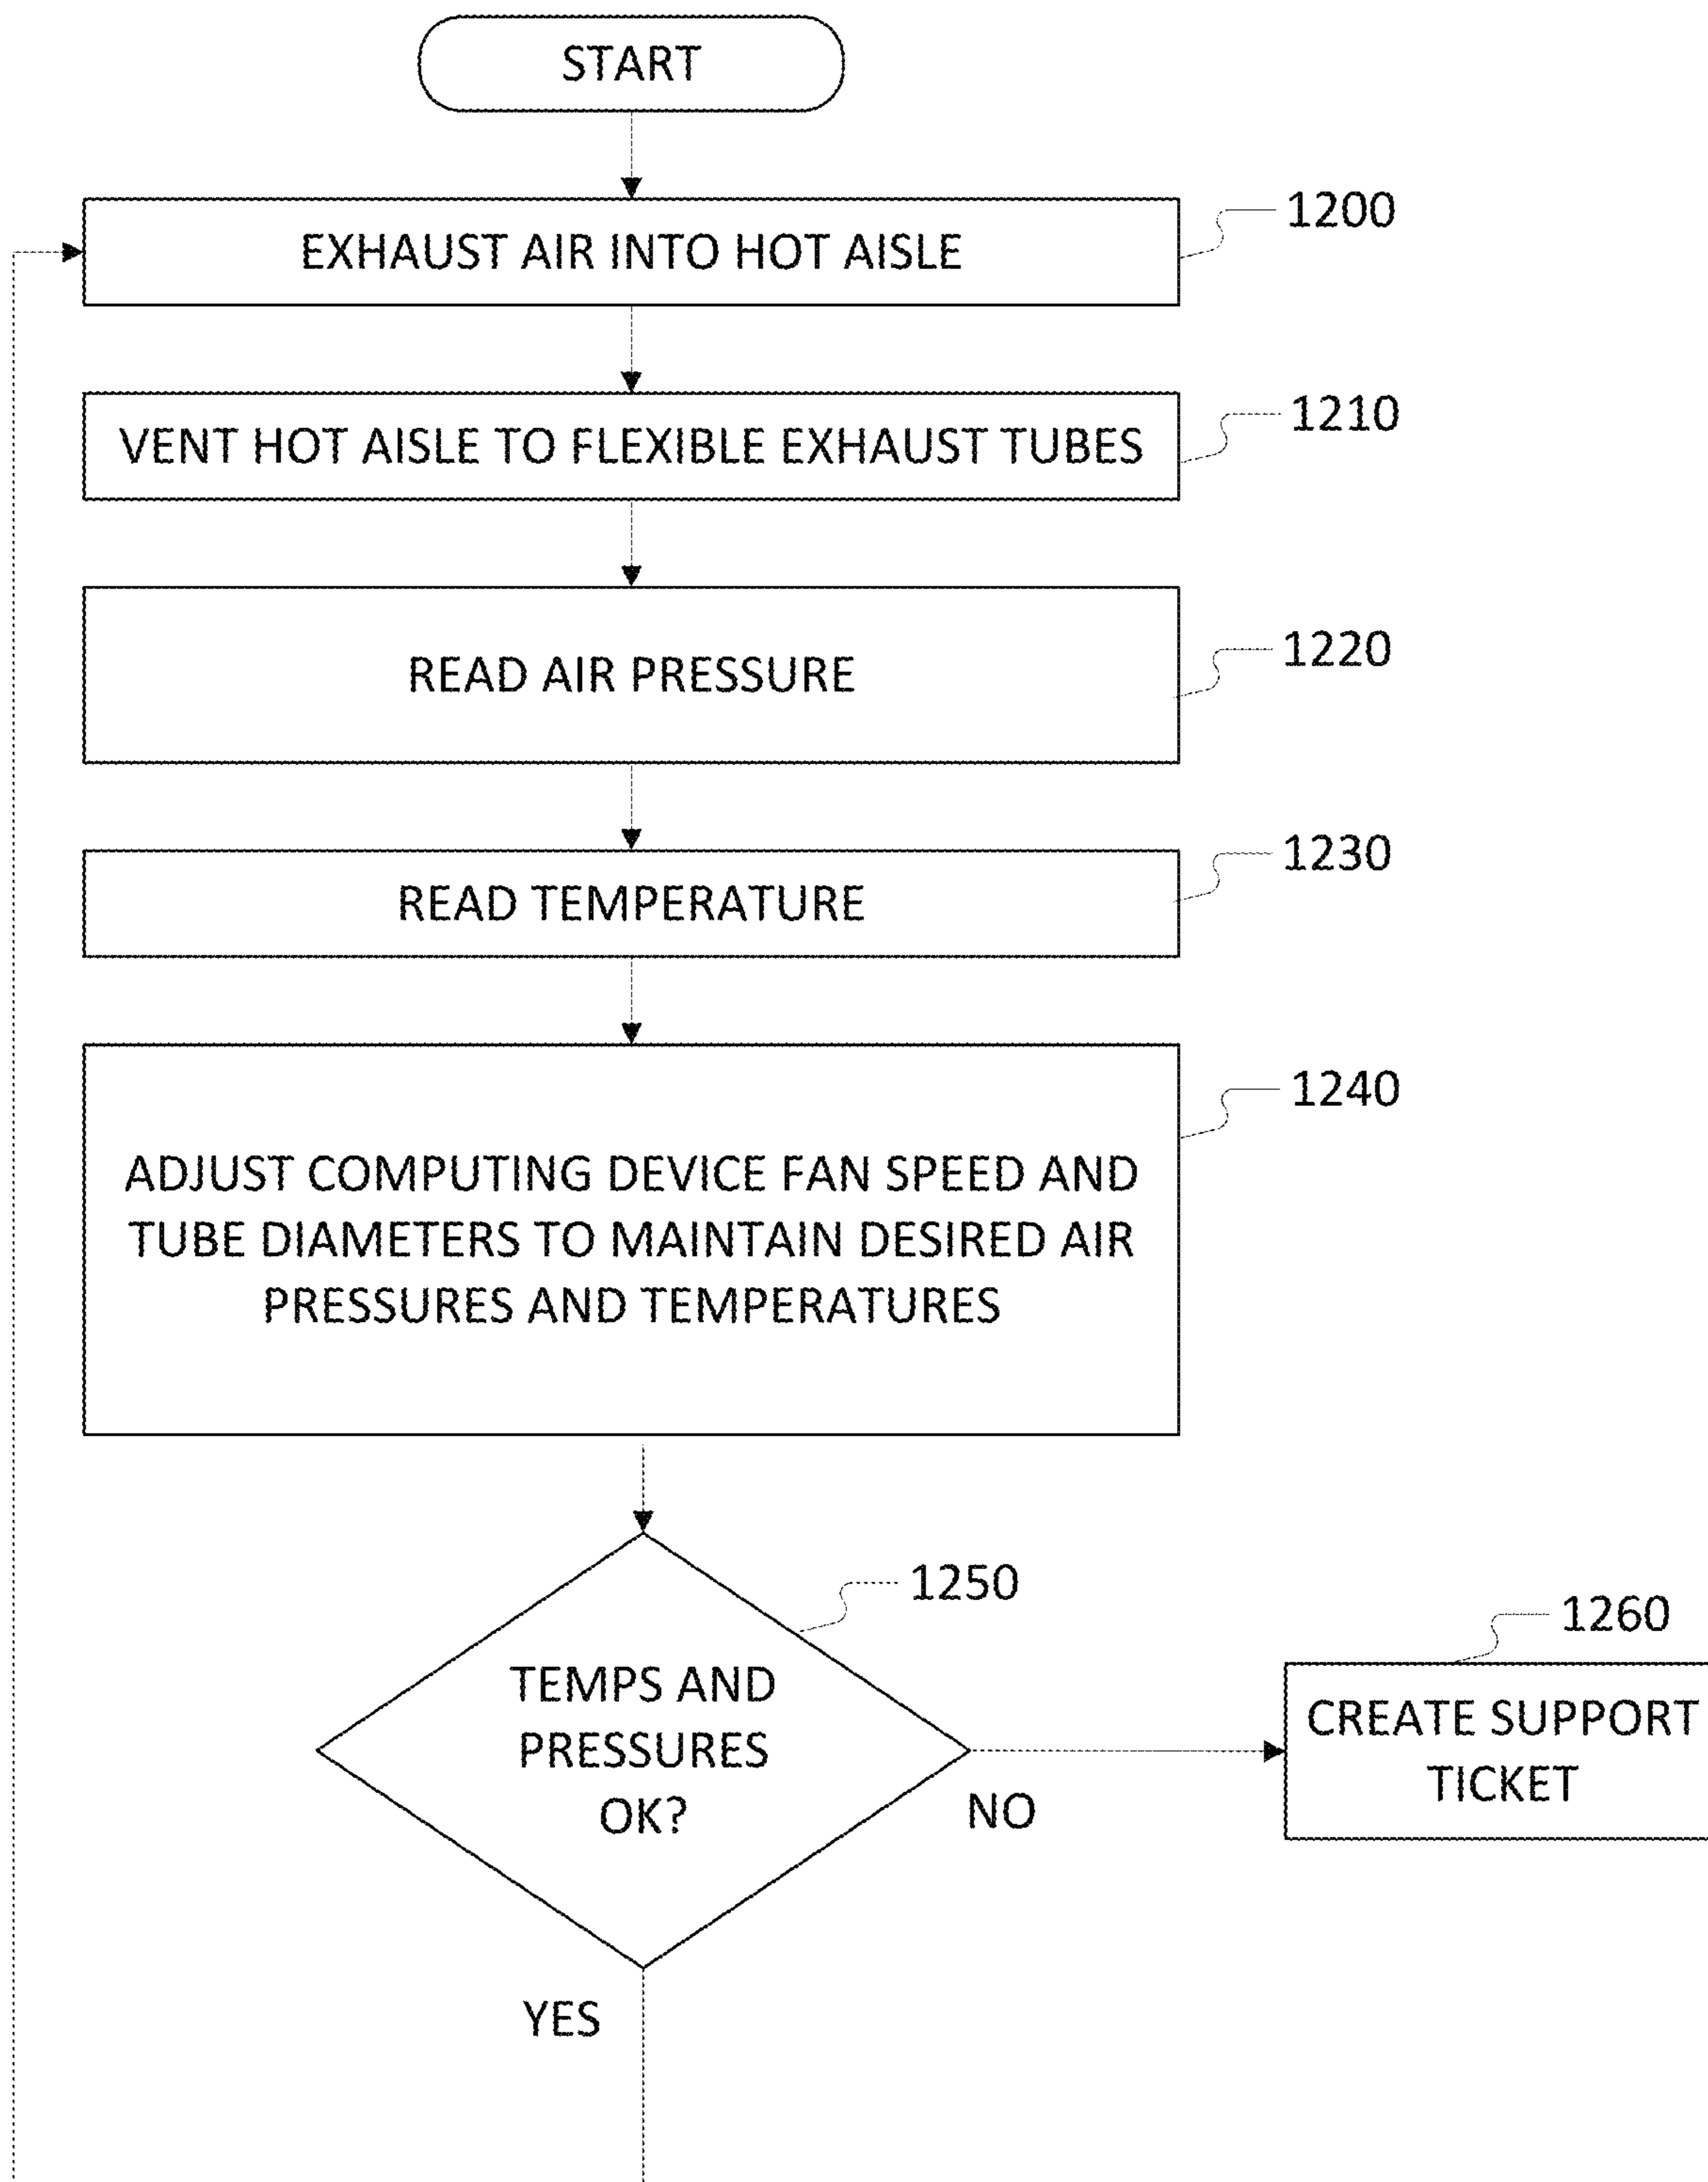 START
EXHAUST AIR INTO HOT AISLE
1200
VENT HOT AISLE TO FLEXIBLE EXHAUST TUBES
1210
READ AIR PRESSURE
1220
READ TEMPERATURE
1230
ADJUST COMPUTING DEVICE FAN SPEED AND
TUBE DIAMETERS TO MAINTAIN DESIRED AIR
PRESSURES AND TEMPERATURES
1240
TEMPS AND
PRESSURES
OK?
1250
NO
1260
CREATE SUPPORT
TICKET
YES